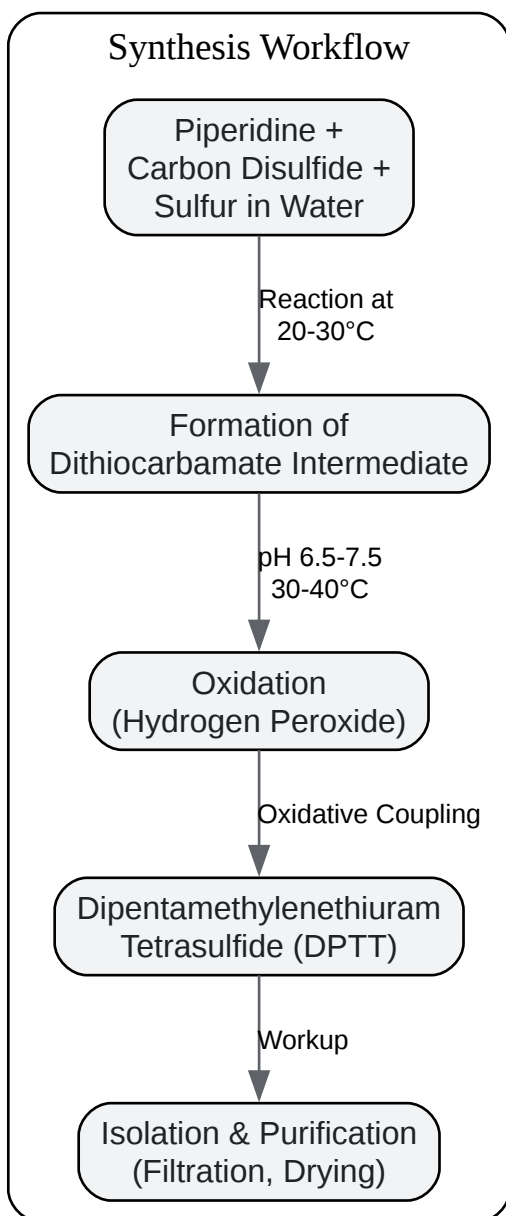 Synthesis Workflow
Piperidine +
Carbon Disulfide +
Sulfur in Water
Reaction at
20-30°C
Formation of
Dithiocarbamate Intermediate
pH 6.5-7.5
30-40°C
Oxidation
(Hydrogen Peroxide)
Oxidative Coupling
Dipentamethylenethiuram
Tetrasulfide (DPTT)
Workup
Isolation & Purification
(Filtration, Drying)